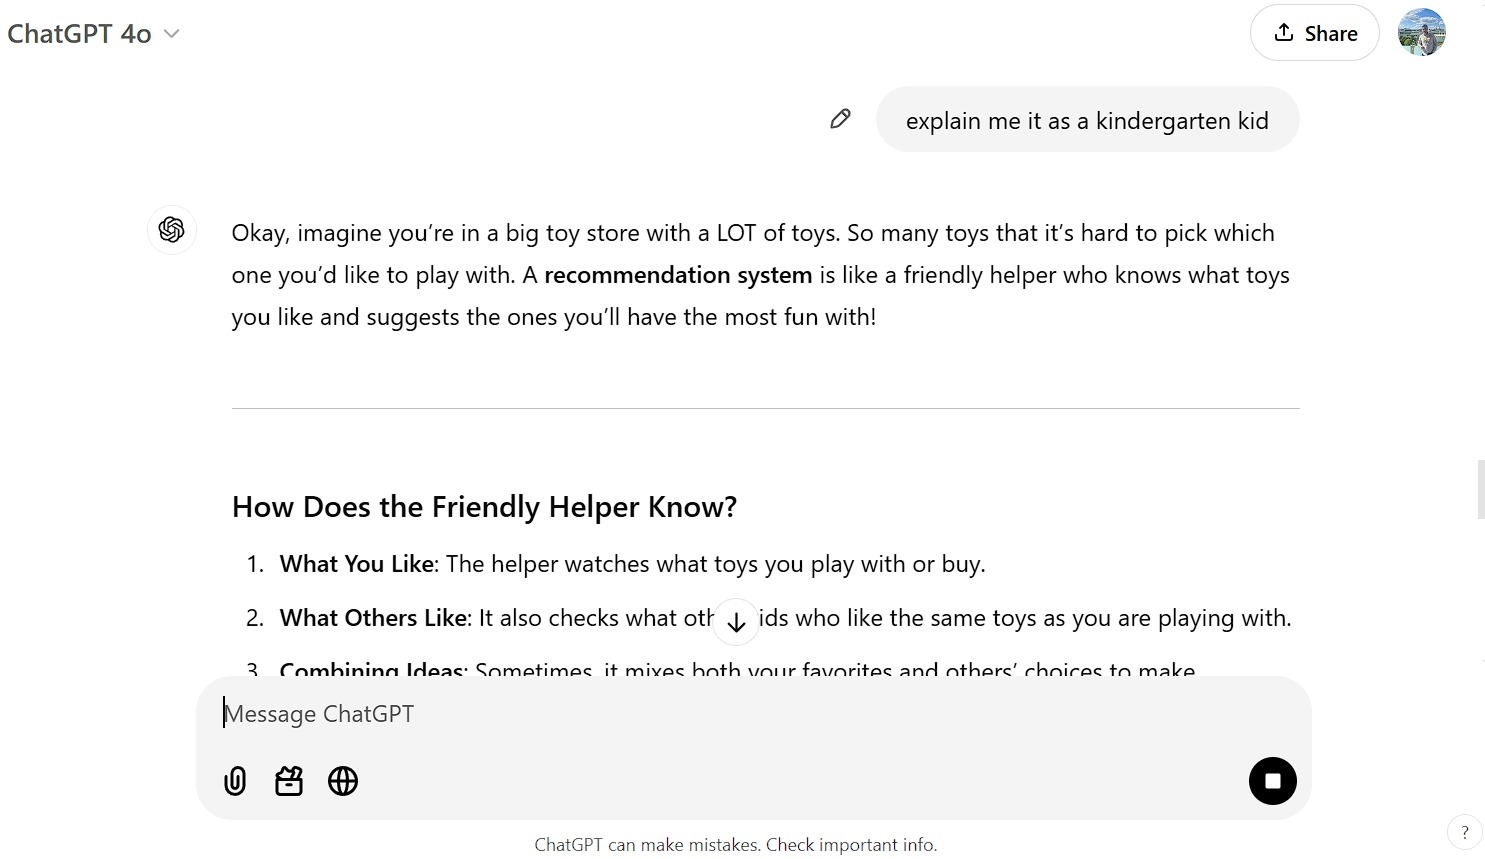 ChatGPT 4o
Share
explain me it as a kindergarten kid
Okay, imagine you’re in a big toy store with a LOT of toys. So many toys that it’s hard to pick which
one you’d like to play with. A recommendation system is like a friendly helper who knows what toys
you like and suggests the ones you’ll have the most fun with!
How Does the Friendly Helper Know?
1. What You Like: The helper watches what toys you play with or buy.
2. What Others Like: It also checks what oth ids who like the same toys as you are playing with.
3. Combining Ideas: Sometimes, it mixes both your favorites and others’ choices to make
Message ChatGPT
ChatGPT can make mistakes. Check important info.
?